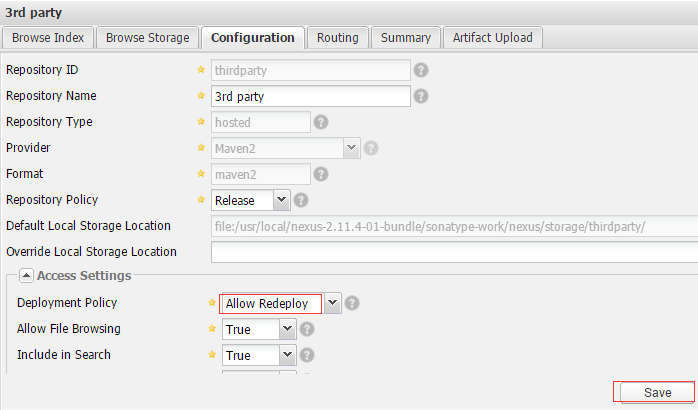 3rd party
Browse Index Browse Storage Configuration Routing Summary Artifact Upload
Repository ID thirdparty
Repository Name 3rd party
Repository Type hosted
Provider Maven2
Format maven2
Repository Policy Release
Default Local Storage Location file:/usr/local/nexus-2.11.4-01-bundle/sonatype-work/nexus/storage/thirdparty/
Override Local Storage Location
Access Settings
Deployment Policy Allow Redeploy
Allow File Browsing True
Include in Search True
Save